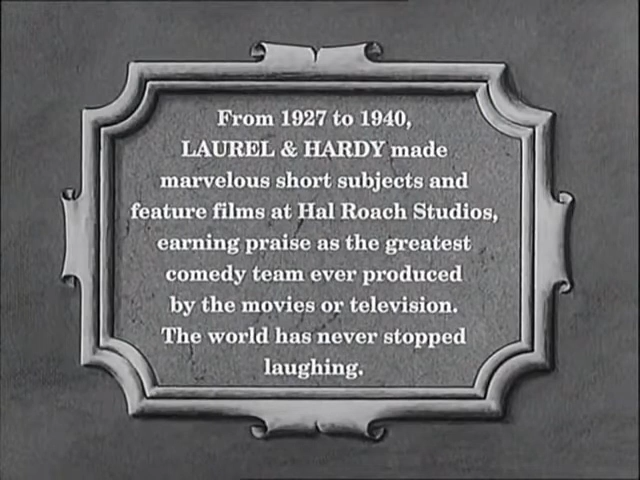 From 1927 to 1940,
LAUREL & HARDY made
marvelous short subjects and
feature films at Hal Roach Studios,
earning praise as the greatest
comedy team ever produced
by the movies or television.
The world has never stopped
laughing.